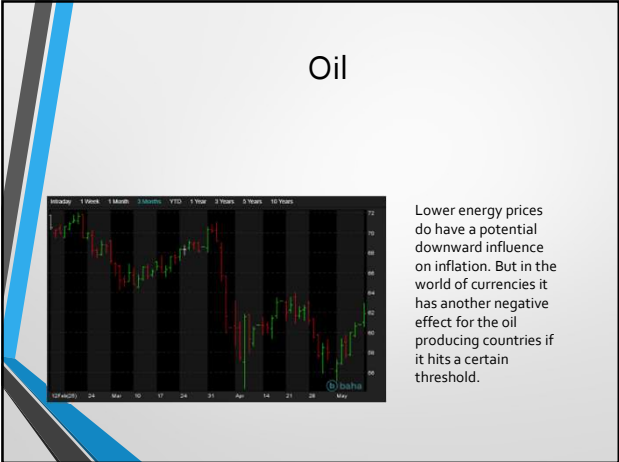 Oil
Intraday 1 Week 1 Month 3 Months YTD 1 Year 3 Years 5 Years 10 Years
72
70
68
66
64
62
60
58
56
12Feb(25) 24 Mar 10 17 24 31 Apr 14 21 28 May
baha
Lower energy prices
do have a potential
downward influence
on inflation. But in the
world of currencies it
has another negative
effect for the oil
producing countries if
it hits a certain
threshold.